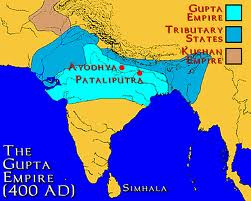 Gupta
Empire
Tributary
States
Kushan
Empire
Ayodhya
Pataliputra
The
Gupta
Empire
(400 AD)
Simhala